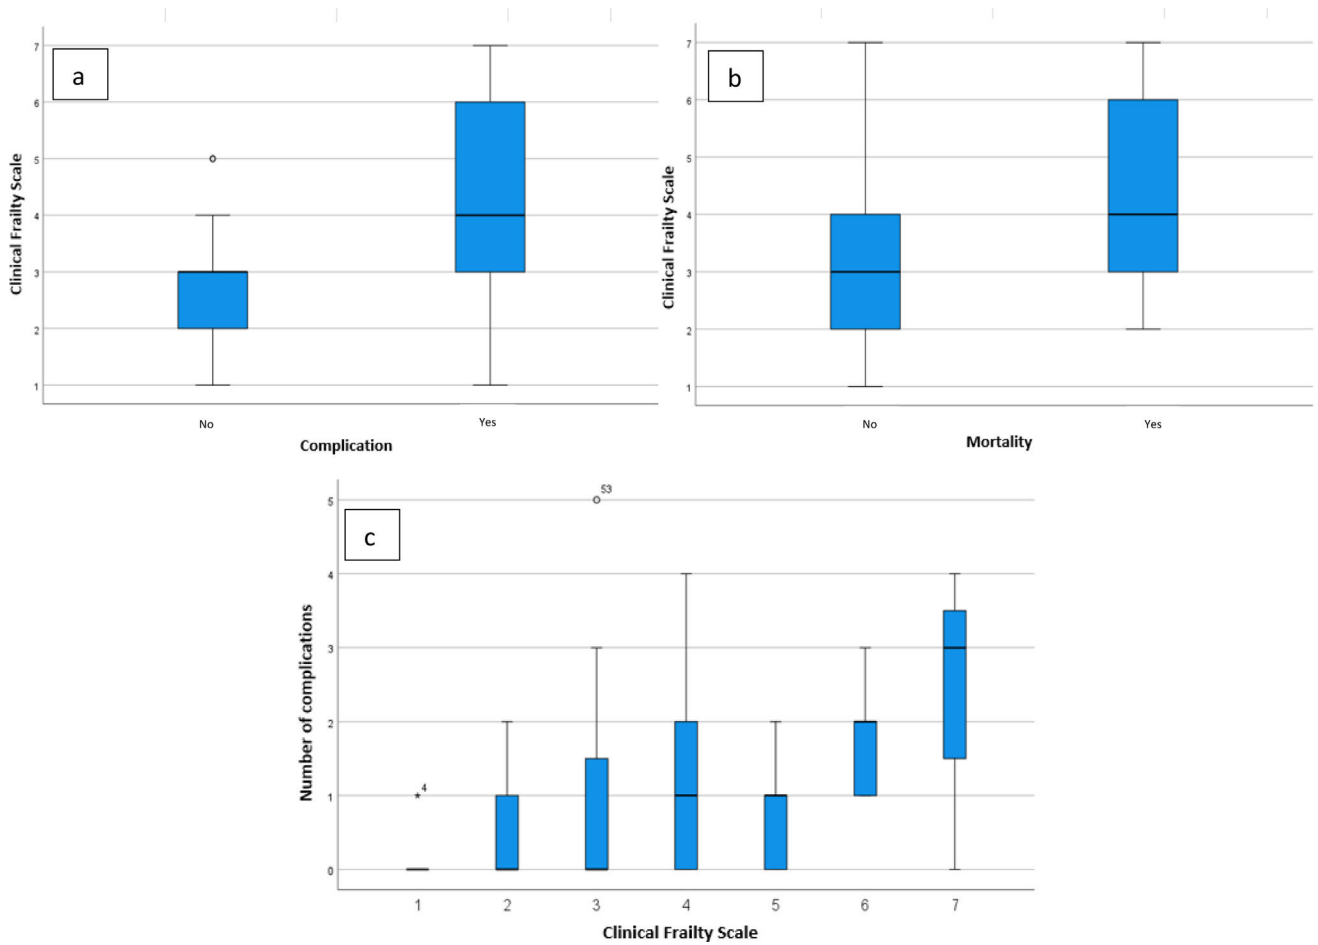 a
7
6
5
4
3
2
1
Clinical Frailty Scale
No
Yes
Complication
b
7
6
5
4
3
2
1
Clinical Frailty Scale
No
Yes
Mortality
c
5
4
3
2
1
0
53
4
Number of complications
1 2 3 4 5 6 7
Clinical Frailty Scale